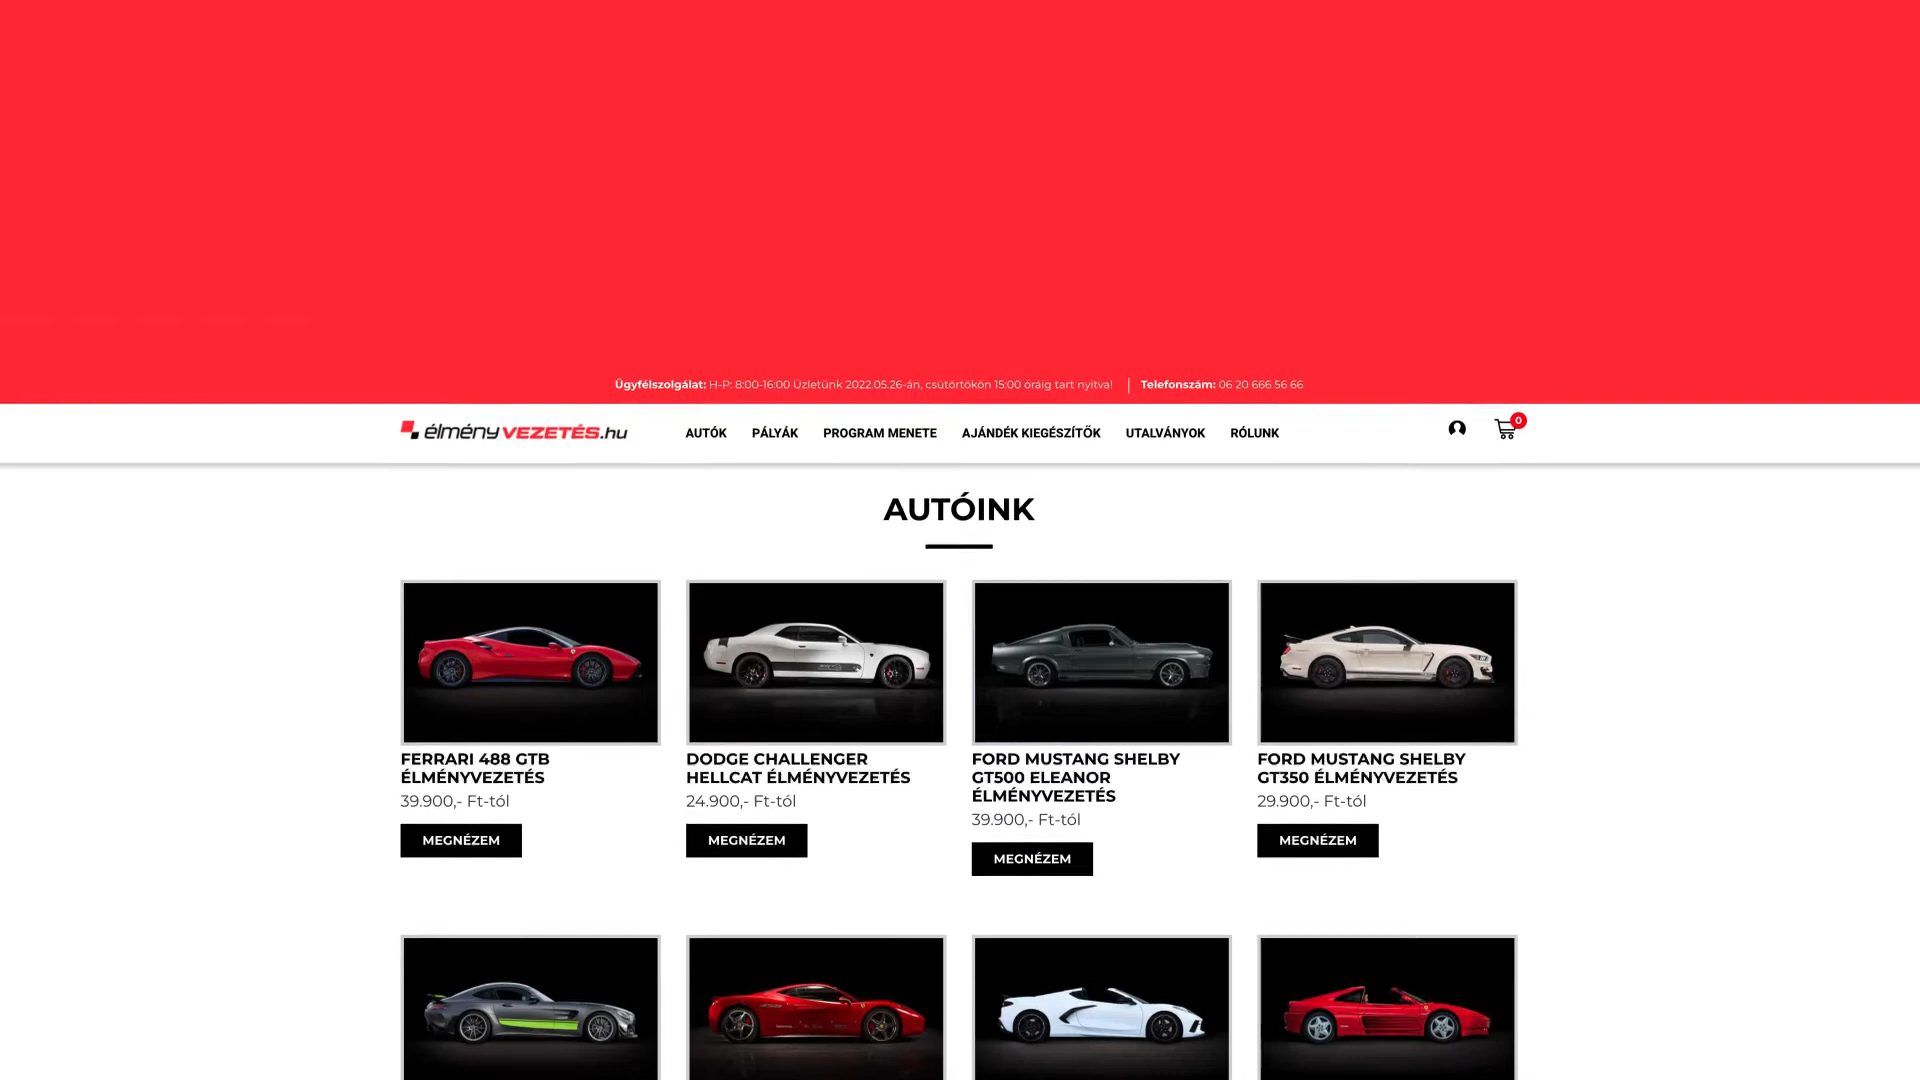 Ügyfélszolgálat: H-P: 8:00-16:00 Üzletünk 2022.05.26-án, csütörtökön 15:00 óráig tart nyitva! Telefonszám: 06 20 666 56 66
élmény VEZETÉS.hu AUTÓK PÁLYÁK PROGRAM MENETE AJÁNDÉK KIEGÉSZÍTŐK UTALVÁNYOK RÓLUNK 0
AUTÓINK
FERRARI 488 GTB
ÉLMÉNYVEZETÉS
39.900,- Ft-tól
MEGNÉZEM
DODGE CHALLENGER
HELLCAT ÉLMÉNYVEZETÉS
24.900,- Ft-tól
MEGNÉZEM
FORD MUSTANG SHELBY
GT500 ELEANOR
ÉLMÉNYVEZETÉS
39.900,- Ft-tól
MEGNÉZEM
FORD MUSTANG SHELBY
GT350 ÉLMÉNYVEZETÉS
29.900,- Ft-tól
MEGNÉZEM